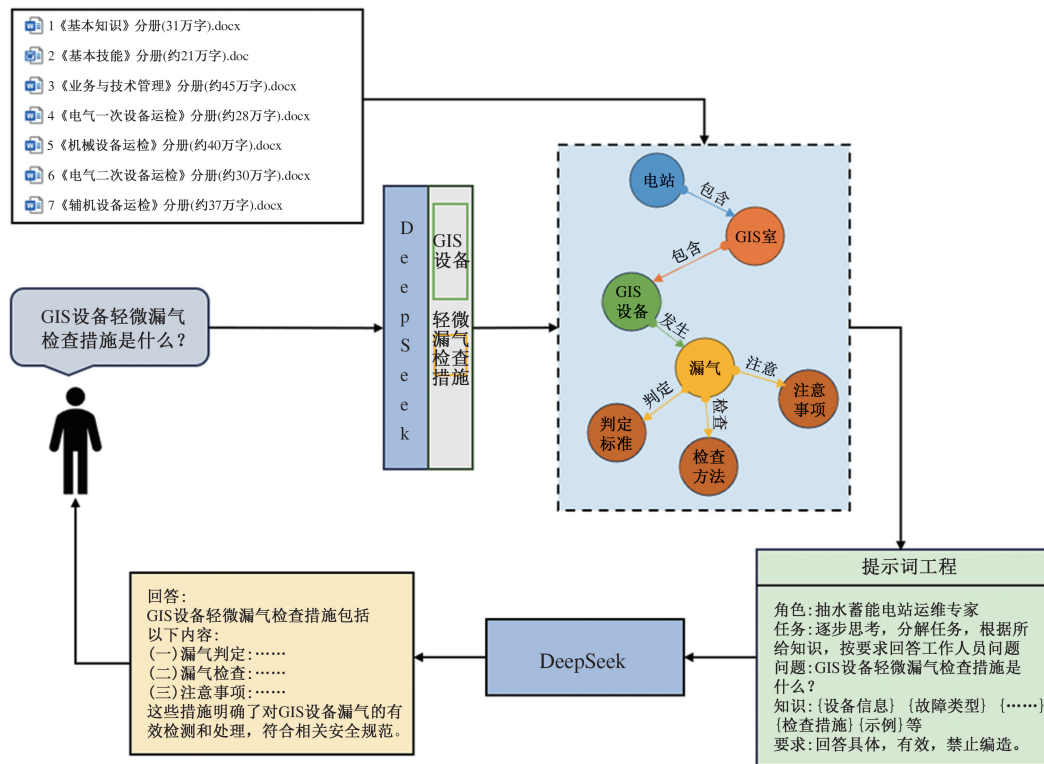 1《基本知识》分册(31万字).docx
2《基本技能》分册(约21万字).doc
3《业务与技术管理》分册(约45万字).docx
4《电气一次设备运检》分册(约28万字).docx
5《机械设备运检》分册(约40万字).docx
6《电气二次设备运检》分册(约30万字).docx
7《辅机设备运检》分册(约37万字).docx
GIS设备轻微漏气
检查措施是什么？
DeepSeek
GIS
设备
轻微
漏气
检查
措施
电站
包含
GIS室
包含
GIS
设备
发生
漏气
注意
注意
事项
判定
判定
标准
检查
检查
方法
提示词工程
角色:抽水蓄能电站运维专家
任务:逐步思考，分解任务，根据所
给知识，按要求回答工作人员问题
问题:GIS设备轻微漏气检查措施是
什么？
知识:{设备信息} {故障类型} {……}
{检查措施}{示例}等
要求:回答具体，有效，禁止编造。
DeepSeek
回答:
GIS设备轻微漏气检查措施包括
以下内容:
(一)漏气判定:……
(二)漏气检查:……
(三)注意事项:……
这些措施明确了对GIS设备漏气的有
效检测和处理，符合相关安全规范。